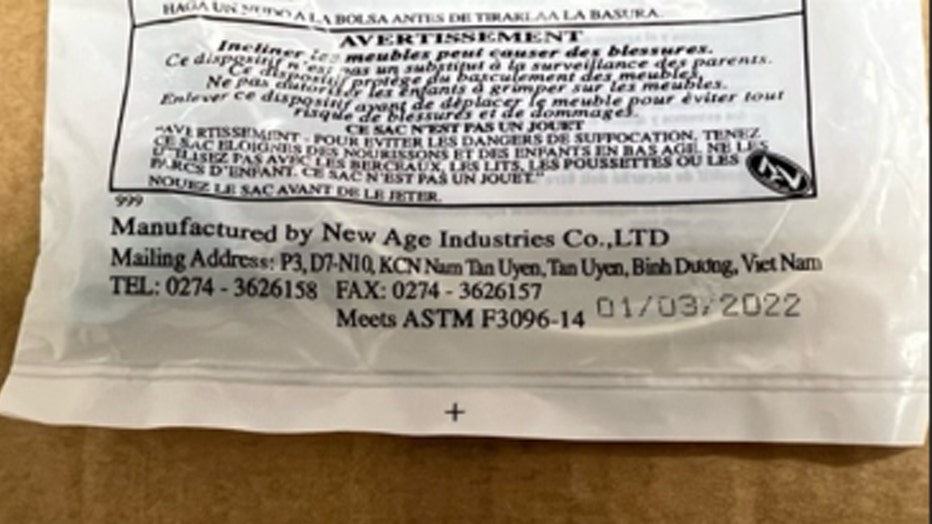 HAGA UN NUDO A LA BOLSA ANTES DE TIRARLA A LA BASURA.
AVERTISSEMENT
Incliner les meubles peut causer des blessures.
Ce dispositif n'est pas un substitut à la surveillance des parents.
Ce dispositif protège du basculement des meubles.
Ne pas autoriser les enfants à grimper sur les meubles.
Enlever ce dispositif ayant de déplacer le meuble pour éviter tout
risque de blessures et de dommages.
CE SAC N'EST PAS UN JOUET
"AVERTISSEMENT - POUR EVITER LES DANGERS DE SUFFOCATION, TENEZ
CE SAC ELOIGNES DES NOURISSONS ET DES ENFANTS EN BAS AGE. NE LES
UTILISEZ PAS AVEC LES BERCEAUX, LES LITS, LES POUSSETTES OU LES
PARCS D'ENFANT. CE SAC N'EST PAS UN JOUET."
NOUEZ LE SAC AVANT DE LE JETER.
999
Manufactured by New Age Industries Co.,LTD
Mailing Address: P3, D7-N10, KCN Nam Tan Uyen, Tan Uyen, Binh Dương, Viet Nam
TEL: 0274 - 3626158 FAX: 0274 - 3626157
Meets ASTM F3096-14 01/03/2022